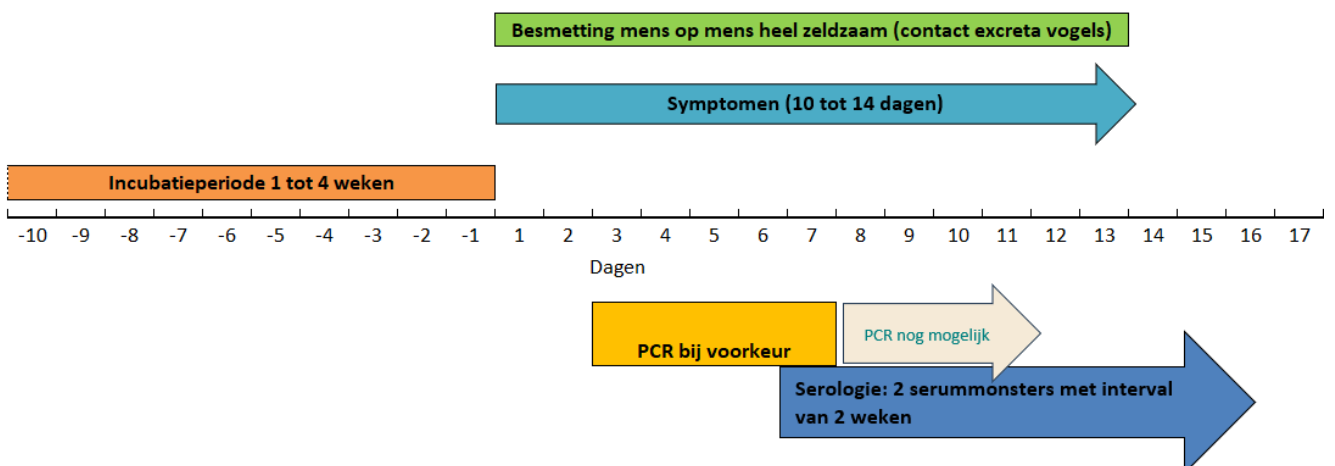 Besmetting mens op mens heel zeldzaam (contact excreta vogels)
Symptomen (10 tot 14 dagen)
Incubatieperiode 1 tot 4 weken
-10 -9 -8 -7 -6 -5 -4 -3 -2 -1 1 2 3 4 5 6 7 8 9 10 11 12 13 14 15 16 17
Dagen
PCR bij voorkeur
PCR nog mogelijk
Serologie: 2 serummonsters met interval
van 2 weken